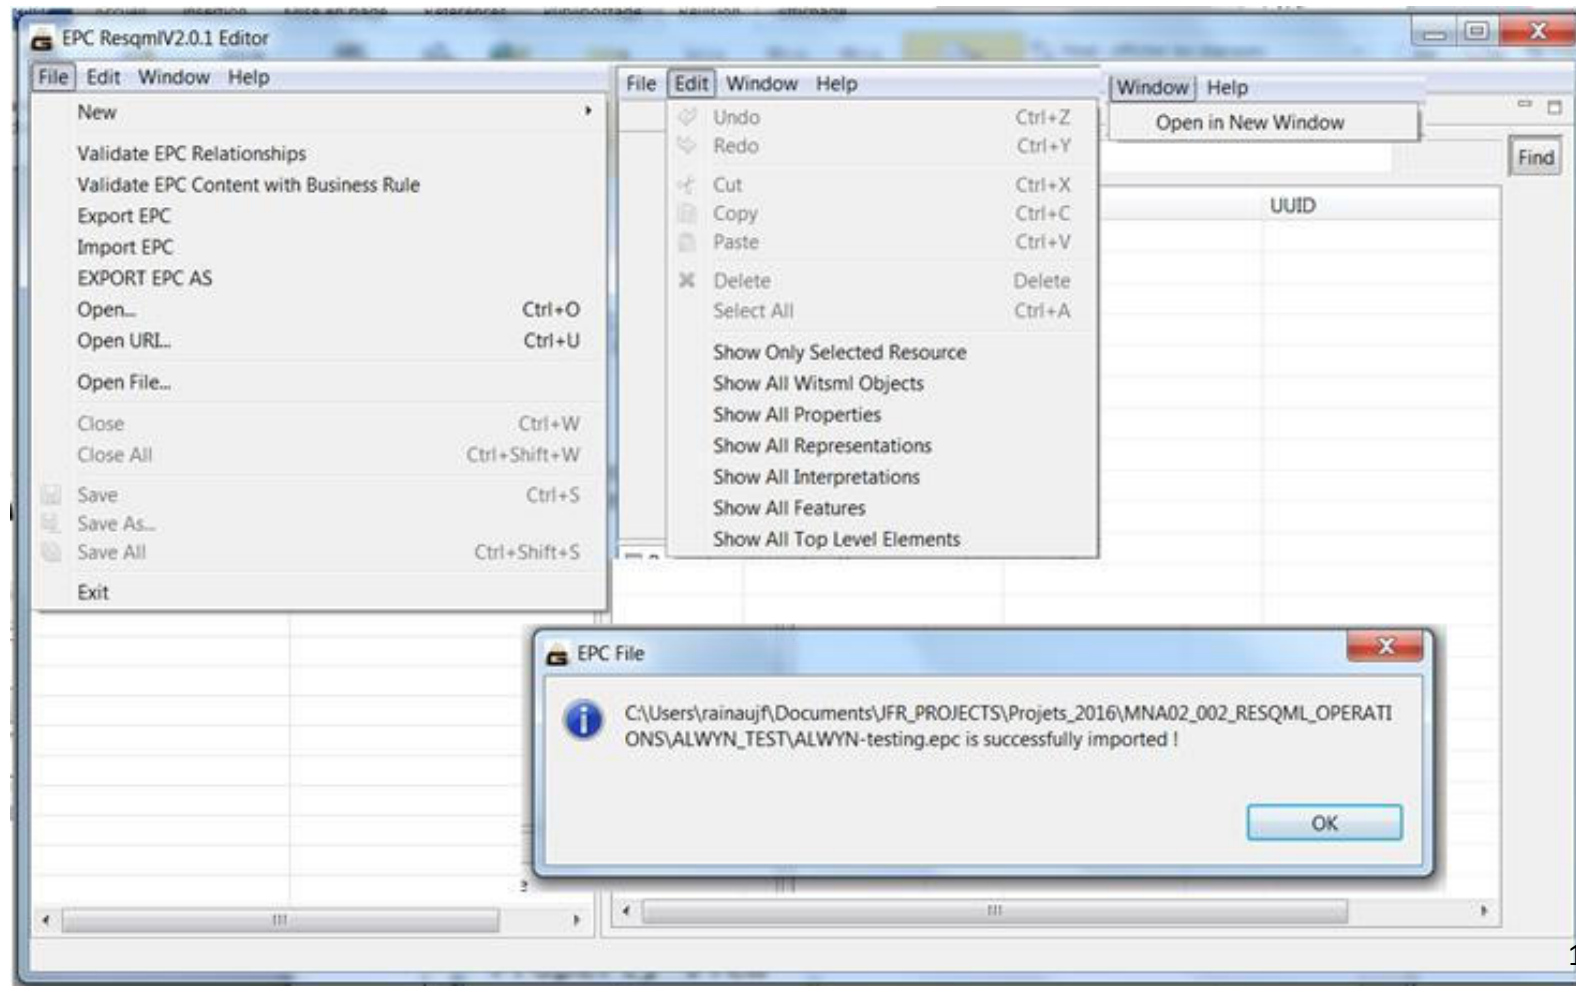 EPC ResqmlV2.0.1 Editor
File Edit Window Help
New
Validate EPC Relationships
Validate EPC Content with Business Rule
Export EPC
Import EPC
EXPORT EPC AS
Open... Ctrl+O
Open URI... Ctrl+U
Open File...
Close Ctrl+W
Close All Ctrl+Shift+W
Save Ctrl+S
Save As...
Save All Ctrl+Shift+S
Exit
File Edit Window Help
Undo Ctrl+Z
Redo Ctrl+Y
Cut Ctrl+X
Copy Ctrl+C
Paste Ctrl+V
Delete Delete
Select All Ctrl+A
Show Only Selected Resource
Show All Witsml Objects
Show All Properties
Show All Representations
Show All Interpretations
Show All Features
Show All Top Level Elements
Window Help
Open in New Window
Find
UUID
EPC File
C:\Users\rainaujf\Documents\JFR_PROJECTS\Projets_2016\MNA02_002_RESQML_OPERATI
ONS\ALWYN_TEST\ALWYN-testing.epc is successfully imported !
OK
1